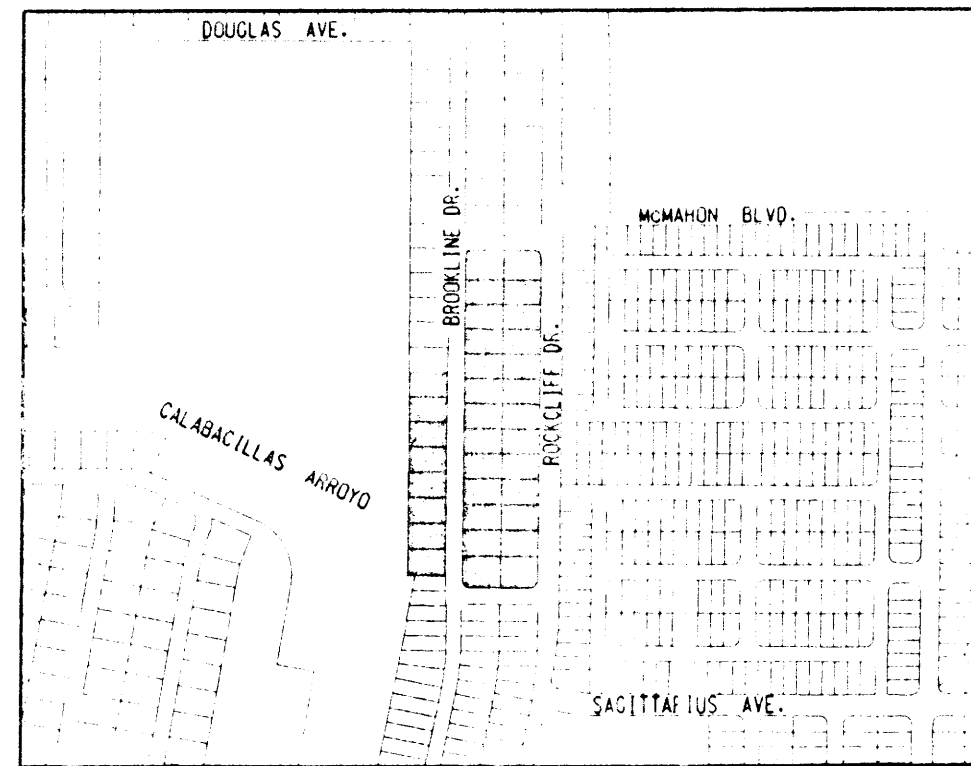 DOUGLAS AVE.
McMAHON BLVD.
BROOKLINE DR.
ROCKCLIFF DR.
CALABACILLAS ARROYO
SAGITTARIUS AVE.